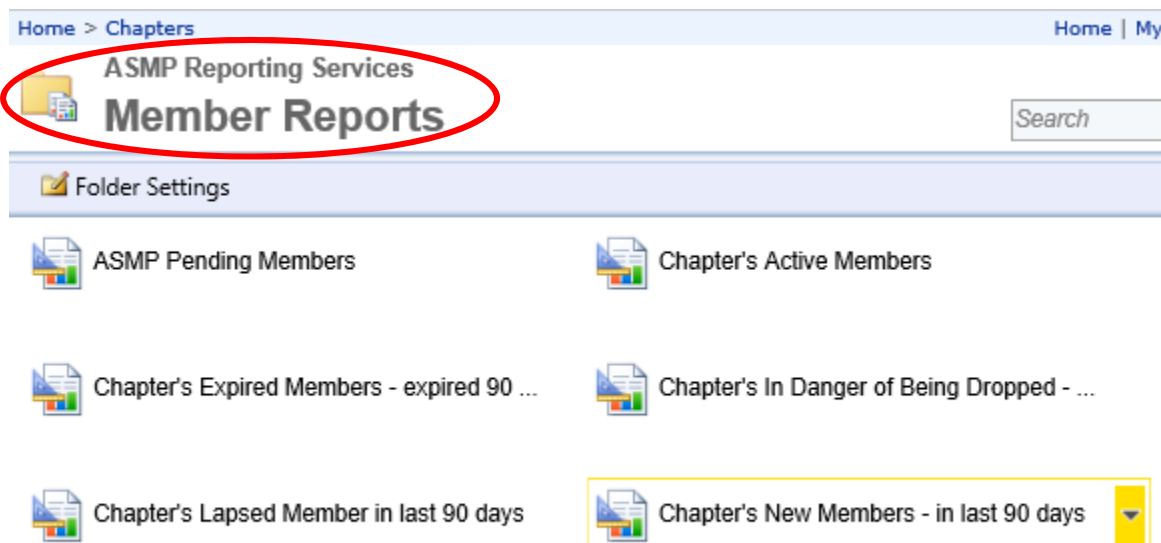 Home > Chapters
Home | My
ASMP Reporting Services
Member Reports
Search
Folder Settings
ASMP Pending Members
Chapter's Active Members
Chapter's Expired Members - expired 90 ...
Chapter's In Danger of Being Dropped - ...
Chapter's Lapsed Member in last 90 days
Chapter's New Members - in last 90 days